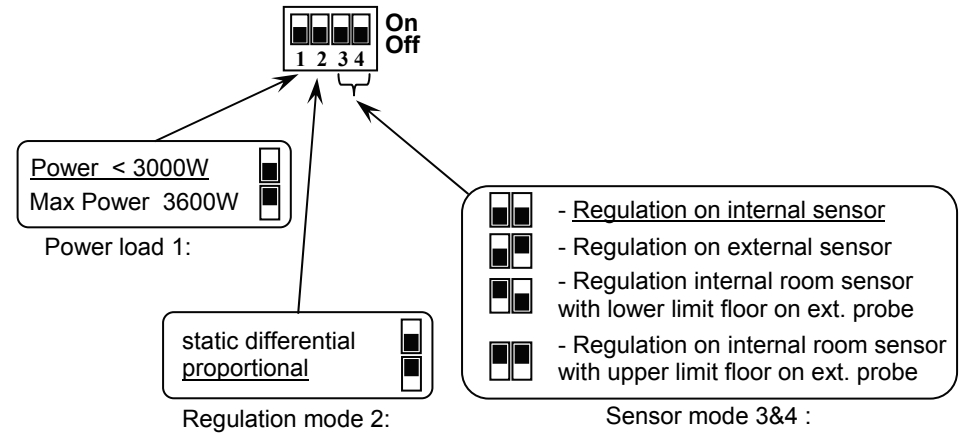 On
Off
1 2 3 4
Power < 3000W
Max Power 3600W
Power load 1:
static differential
proportional
Regulation mode 2:
- Regulation on internal sensor
- Regulation on external sensor
- Regulation internal room sensor
with lower limit floor on ext. probe
- Regulation on internal room sensor
with upper limit floor on ext. probe
Sensor mode 3&4 :